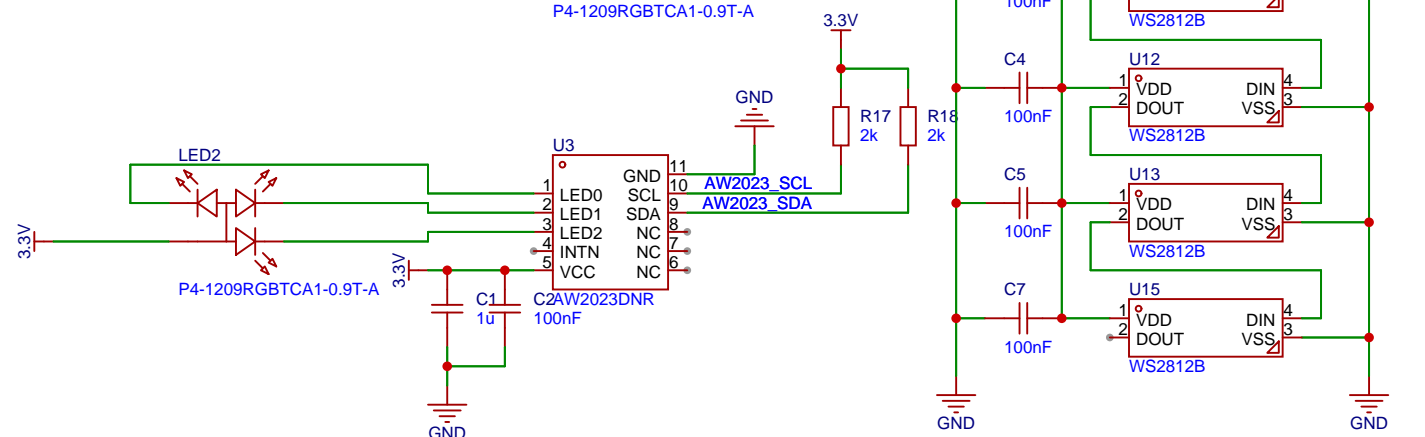 P4-1209RGBTCA1-0.9T-A
3.3V
R17
2k
R18
2k
GND
U3
LED2
1
LED0
2
LED1
3
LED2
4
INTN
5
VCC
GND
11
SCL
10
SDA
9
NC
8
NC
7
NC
6
AW2023_SCL
AW2023_SDA
3.3V
P4-1209RGBTCA1-0.9T-A
3.3V
C1
1u
C2
100nF
AW2023DNR
GND
100nF
WS2812B
C4
100nF
U12
1
VDD
2
DOUT
DIN
4
VSS
3
WS2812B
C5
100nF
U13
1
VDD
2
DOUT
DIN
4
VSS
3
WS2812B
C7
100nF
U15
1
VDD
2
DOUT
DIN
4
VSS
3
WS2812B
GND
GND